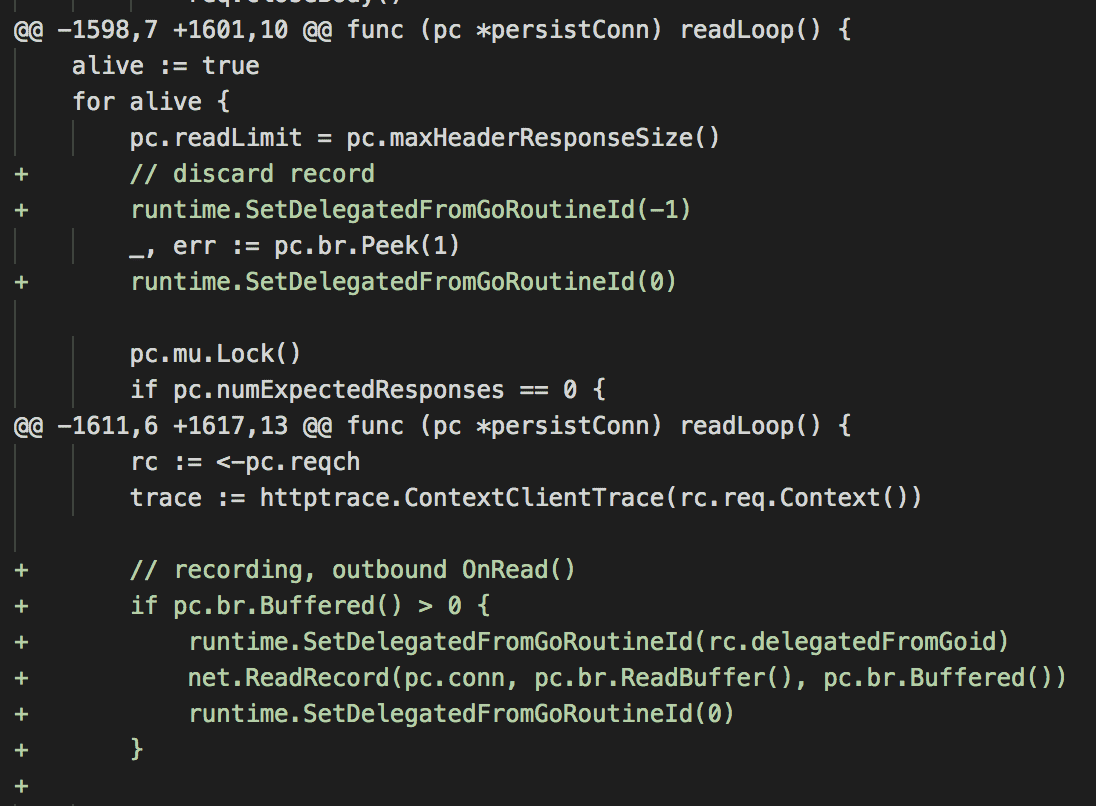 req.closeBody()
@@ -1598,7 +1601,10 @@ func (pc *persistConn) readLoop() {
    alive := true
    for alive {
        pc.readLimit = pc.maxHeaderResponseSize()
+       // discard record
+       runtime.SetDelegatedFromGoRoutineId(-1)
        _, err := pc.br.Peek(1)
+       runtime.SetDelegatedFromGoRoutineId(0)

        pc.mu.Lock()
        if pc.numExpectedResponses == 0 {
@@ -1611,6 +1617,13 @@ func (pc *persistConn) readLoop() {
        rc := <-pc.reqch
        trace := httptrace.ContextClientTrace(rc.req.Context())

+       // recording, outbound OnRead()
+       if pc.br.Buffered() > 0 {
+           runtime.SetDelegatedFromGoRoutineId(rc.delegatedFromGoid)
+           net.ReadRecord(pc.conn, pc.br.ReadBuffer(), pc.br.Buffered())
+           runtime.SetDelegatedFromGoRoutineId(0)
+       }
+